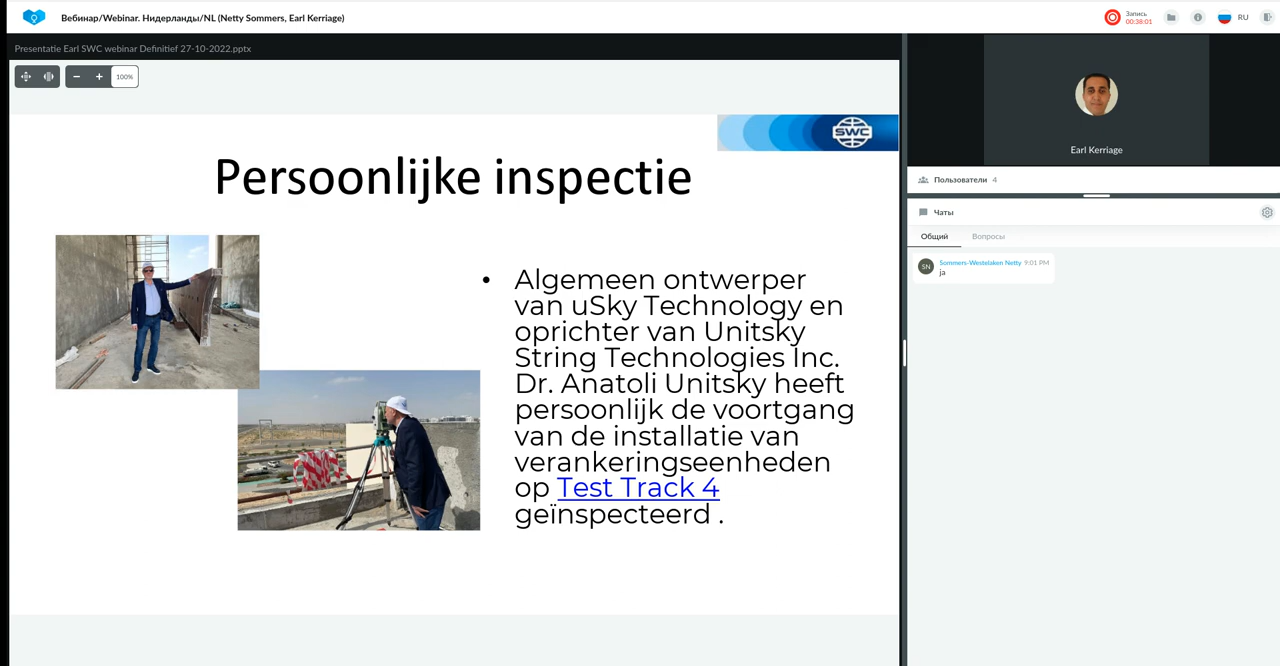 Вебинар/Webinar. Нидерланды/NL (Netty Sommers, Earl Kerriage)
Запись
00:38:01
RU
Presentatie Earl SWC webinar Definitief 27-10-2022.pptx
100%
SWC
Persoonlijke inspectie
• Algemeen ontwerper
van uSky Technology en
oprichter van Unitsky
String Technologies Inc.
Dr. Anatoli Unitsky heeft
persoonlijk de voortgang
van de installatie van
verankeringseenheden
op Test Track 4
geïnspecteerd .
Earl Kerriage
Пользователи 4
Чаты
Общий Вопросы
SN
Sommers-Westelaken Netty 9:01 PM
ja